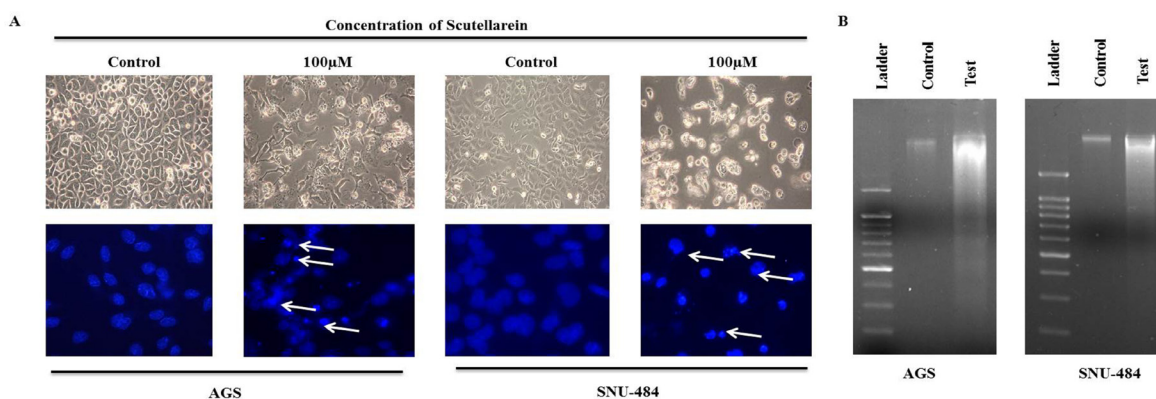 A
Concentration of Scutellarein
Control
100μM
Control
100μM
AGS
SNU-484
B
Ladder
Control
Test
Ladder
Control
Test
AGS
SNU-484